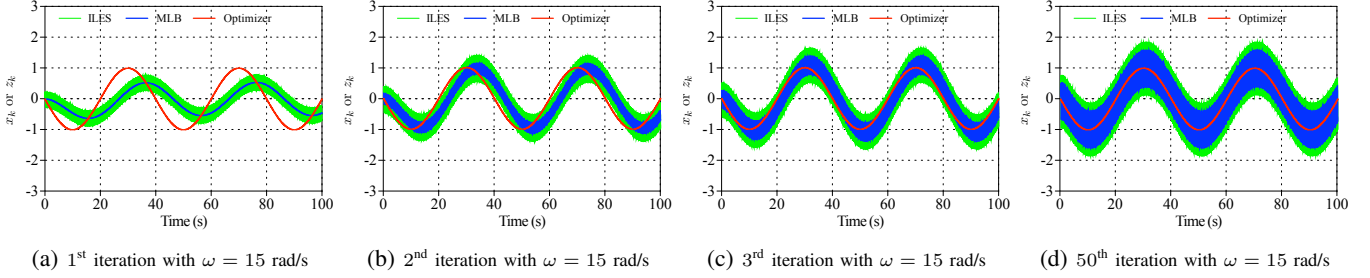 ILES MLB Optimizer
3
2
1
0
-1
-2
-3
x_k or z_k
0 20 40 60 80 100
Time (s)
(a) 1st iteration with ω = 15 rad/s
ILES MLB Optimizer
3
2
1
0
-1
-2
-3
x_k or z_k
0 20 40 60 80 100
Time (s)
(b) 2nd iteration with ω = 15 rad/s
ILES MLB Optimizer
3
2
1
0
-1
-2
-3
x_k or z_k
0 20 40 60 80 100
Time (s)
(c) 3rd iteration with ω = 15 rad/s
ILES MLB Optimizer
3
2
1
0
-1
-2
-3
x_k or z_k
0 20 40 60 80 100
Time (s)
(d) 50th iteration with ω = 15 rad/s